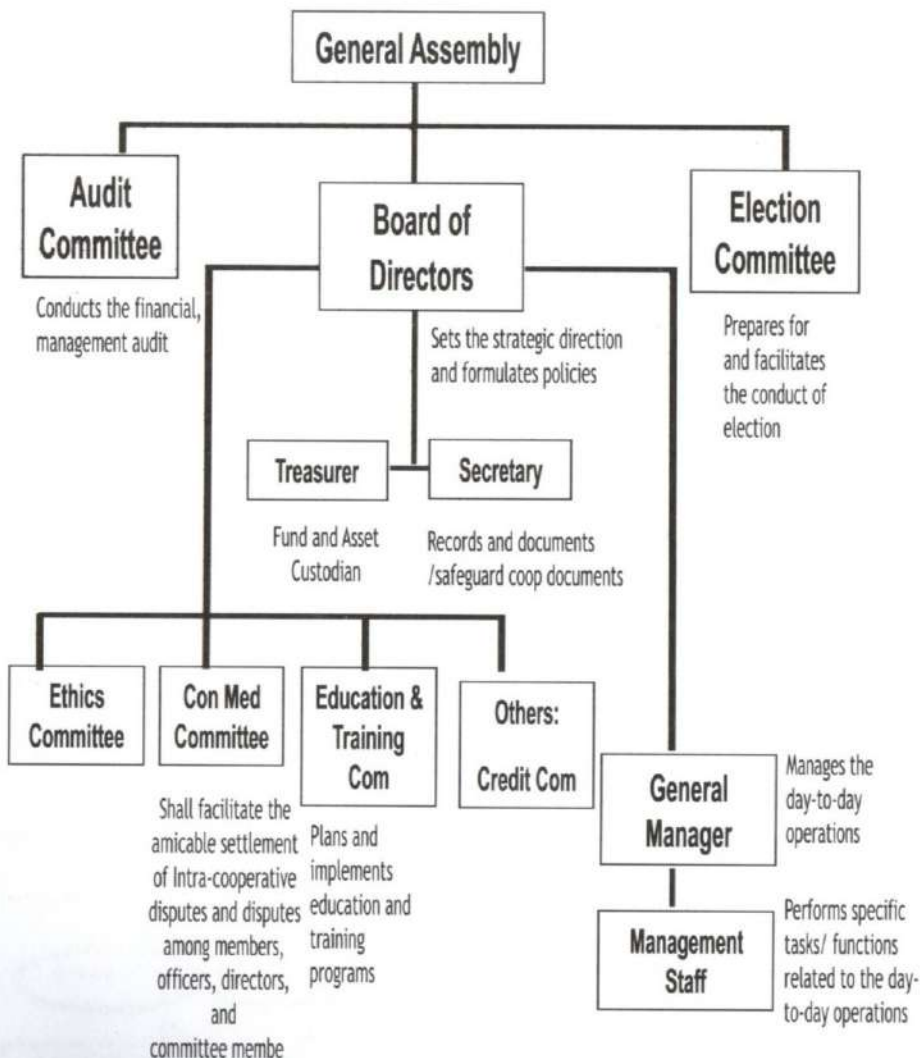 General Assembly
Audit
Committee
Conducts the financial,
management audit
Board of
Directors
Sets the strategic direction
and formulates policies
Election
Committee
Prepares for
and facilitates
the conduct of
election
Treasurer
Fund and Asset
Custodian
Secretary
Records and documents
/safeguard coop documents
Ethics
Committee
Con Med
Committee
Shall facilitate the
amicable settlement
of Intra-cooperative
disputes and disputes
among members,
officers, directors,
and
committee membe
Education &
Training
Com
Plans and
implements
education and
training
programs
Others:
Credit Com
General
Manager
Manages the
day-to-day
operations
Management
Staff
Performs specific
tasks/ functions
related to the day-
to-day operations